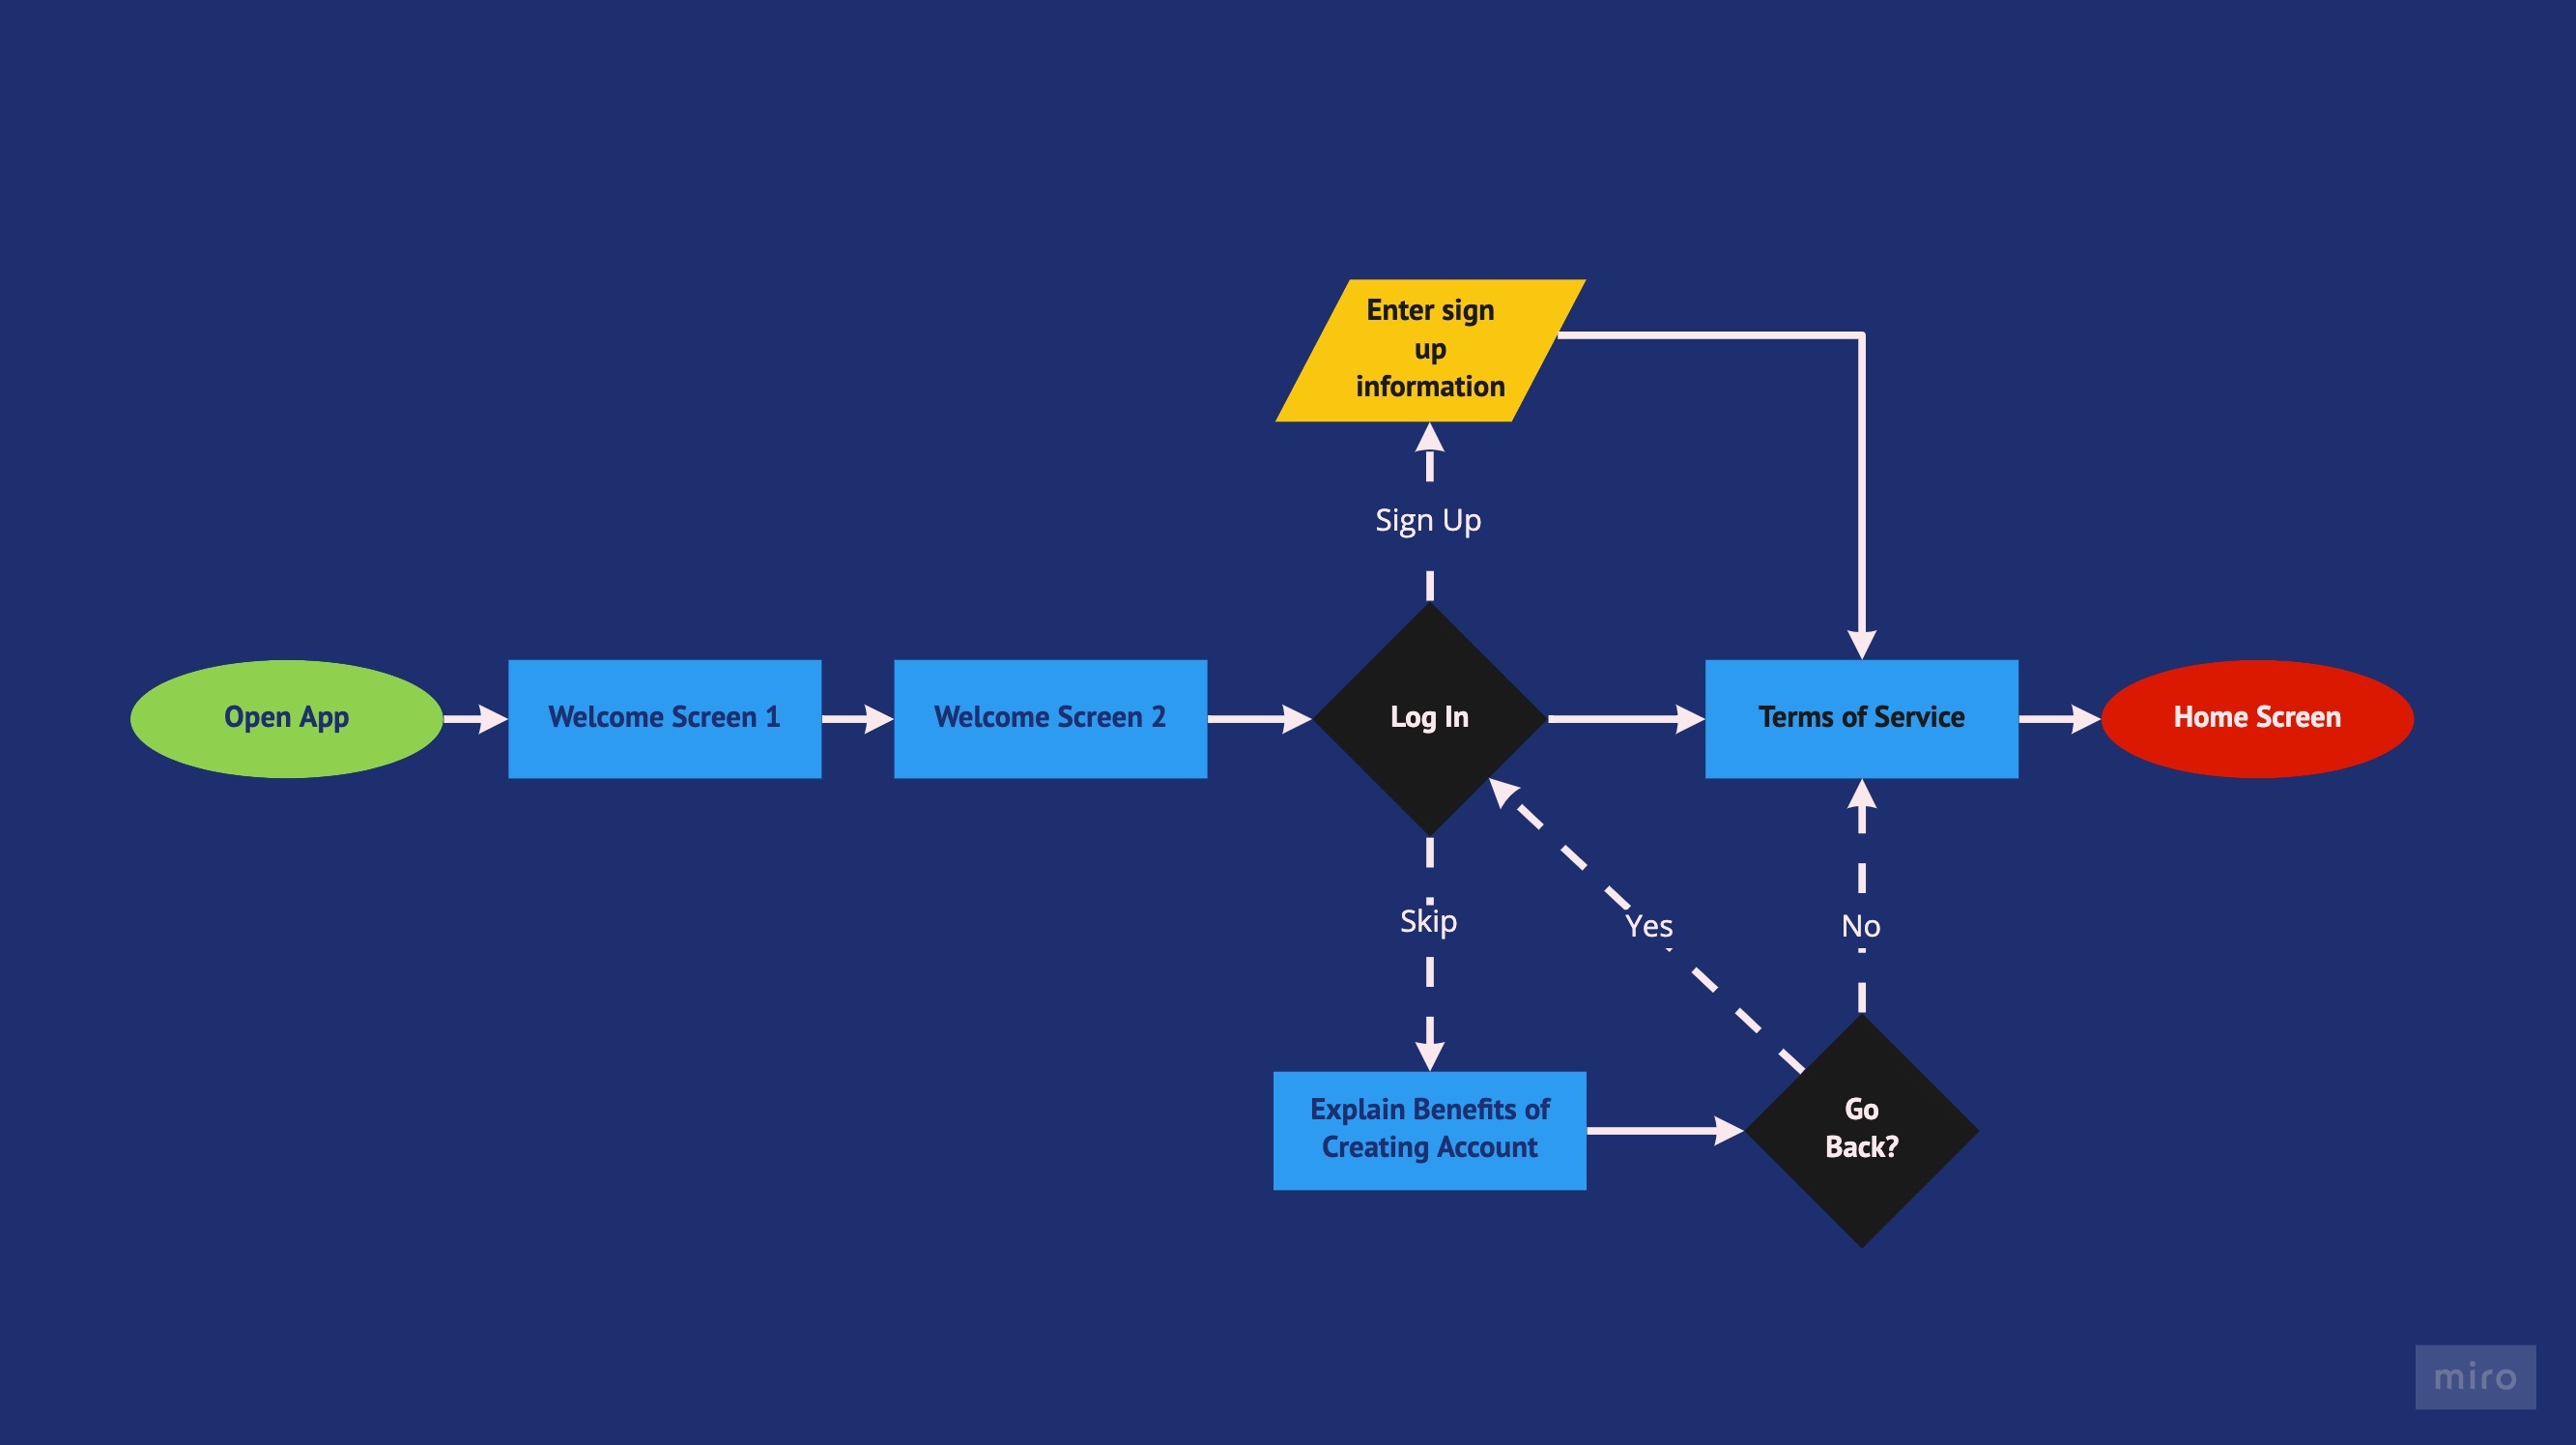 Enter sign
up
information
Sign Up
Open App
Welcome Screen 1
Welcome Screen 2
Log In
Terms of Service
Home Screen
Skip
Yes
No
Explain Benefits of
Creating Account
Go
Back?
miro